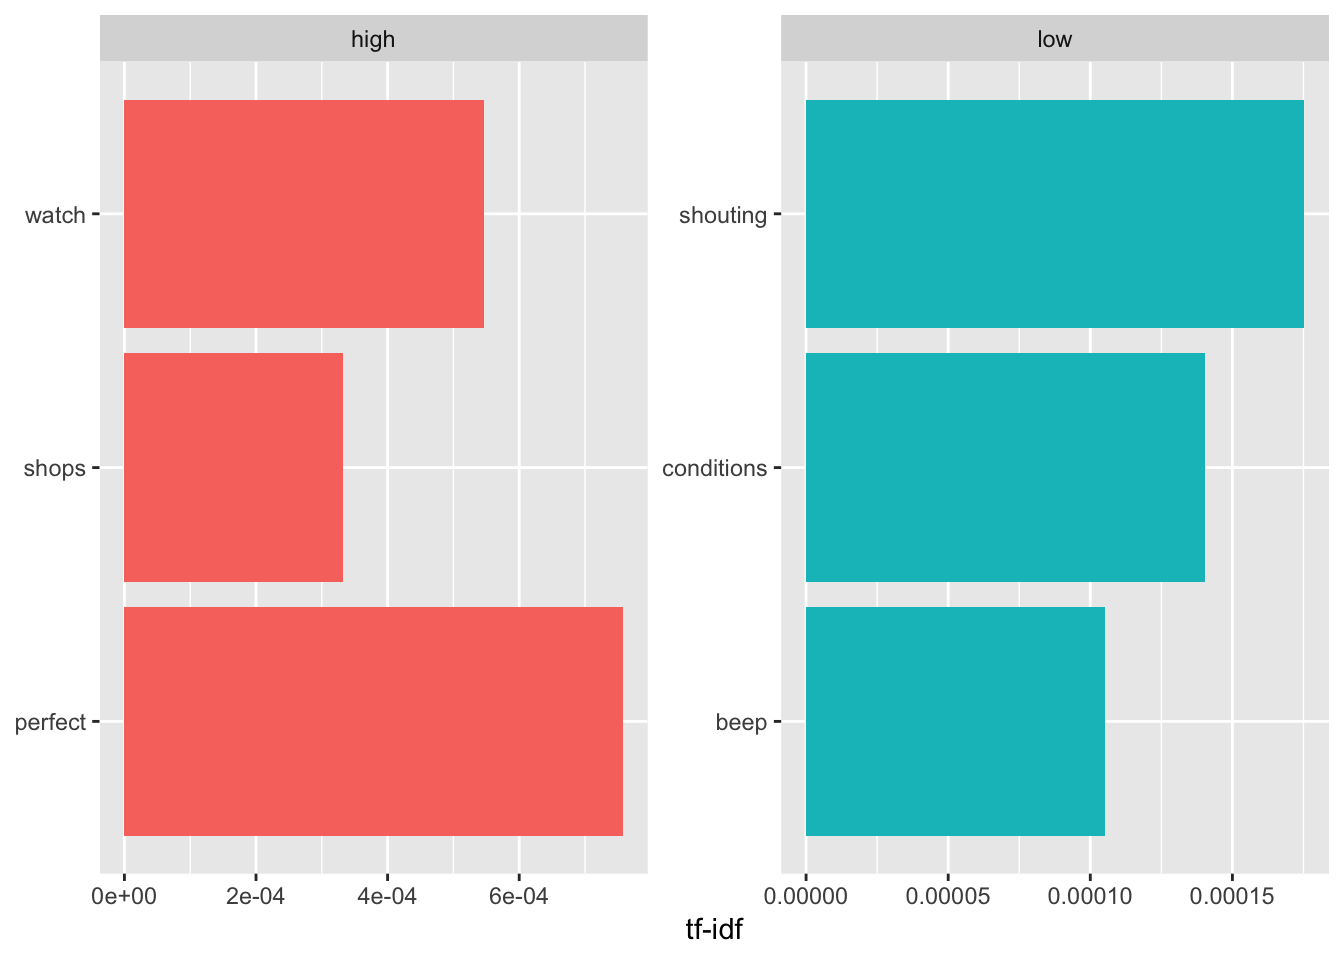 high
watch
shops
perfect
0e+00 2e-04 4e-04 6e-04
low
shouting
conditions
beep
0.00000 0.00005 0.00010 0.00015
tf-idf